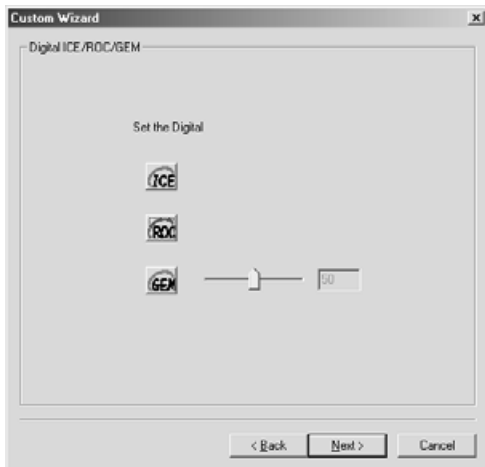 Custom Wizard
Digital ICE/ROC/GEM
Set the Digital
ICE
ROC
GEM
50
< Back
Next >
Cancel